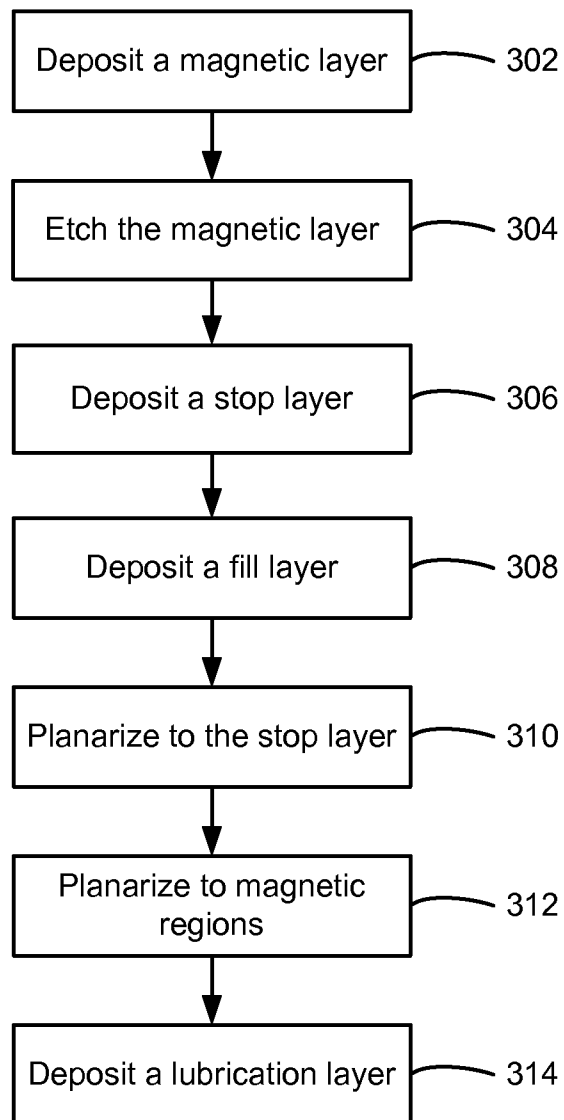 Deposit a magnetic layer 302
Etch the magnetic layer 304
Deposit a stop layer 306
Deposit a fill layer 308
Planarize to the stop layer 310
Planarize to magnetic
regions 312
Deposit a lubrication layer 314